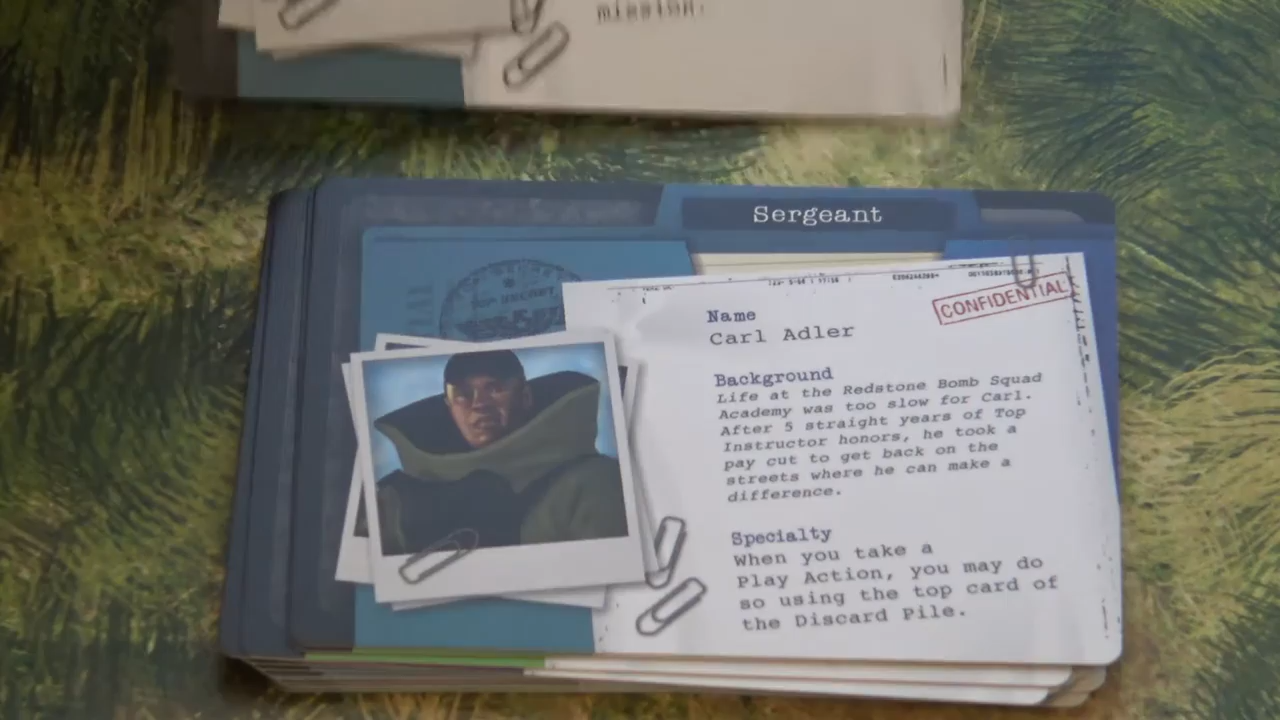 mission.
Sergeant
TOP SECRET
CONFIDENTIAL
Name
Carl Adler
Background
Life at the Redstone Bomb Squad
Academy was too slow for Carl.
After 5 straight years of Top
Instructor honors, he took a
pay cut to get back on the
streets where he can make a
difference.
Specialty
When you take a
Play Action, you may do
so using the top card of
the Discard Pile.